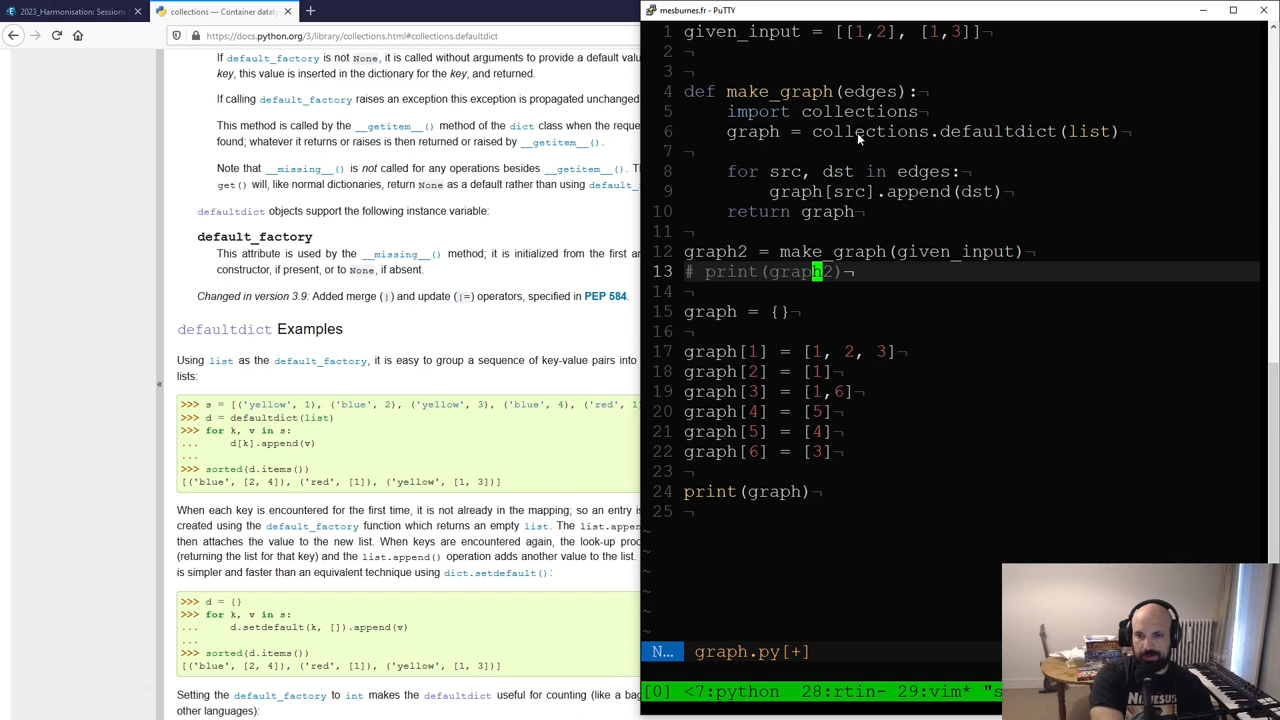 2023_Harmonisation: Sessions
collections — Container datat
mesburnes.fr - PuTTY
https://docs.python.org/3/library/collections.html#collections.defaultdict
If default_factory is not None, it is called without arguments to provide a default value
key, this value is inserted in the dictionary for the key, and returned.
If calling default_factory raises an exception this exception is propagated unchanged
This method is called by the __getitem__() method of the dict class when the reque
found; whatever it returns or raises is then returned or raised by __getitem__().
Note that __missing__() is not called for any operations besides __getitem__(). T
get() will, like normal dictionaries, return None as a default rather than using default_
defaultdict objects support the following instance variable:
default_factory
This attribute is used by the __missing__() method; it is initialized from the first ar
constructor, if present, or to None, if absent.
Changed in version 3.9: Added merge (|) and update (|=) operators, specified in PEP 584.
defaultdict Examples
Using list as the default_factory, it is easy to group a sequence of key-value pairs into
lists:
>>> s = [('yellow', 1), ('blue', 2), ('yellow', 3), ('blue', 4), ('red', 1
>>> d = defaultdict(list)
>>> for k, v in s:
... d[k].append(v)
...
>>> sorted(d.items())
[('blue', [2, 4]), ('red', [1]), ('yellow', [1, 3])]
When each key is encountered for the first time, it is not already in the mapping; so an entry is
created using the default_factory function which returns an empty list. The list.appen
then attaches the value to the new list. When keys are encountered again, the look-up proc
(returning the list for that key) and the list.append() operation adds another value to the list.
is simpler and faster than an equivalent technique using dict.setdefault():
>>> d = {}
>>> for k, v in s:
... d.setdefault(k, []).append(v)
...
>>> sorted(d.items())
[('blue', [2, 4]), ('red', [1]), ('yellow', [1, 3])]
Setting the default_factory to int makes the defaultdict useful for counting (like a bag
other languages):
1 given_input = [[1,2], [1,3]]¬
2 ¬
3 ¬
4 def make_graph(edges):¬
5 import collections¬
6 graph = collections.defaultdict(list)¬
7 ¬
8 for src, dst in edges:¬
9 graph[src].append(dst)¬
10 return graph¬
11 ¬
12 graph2 = make_graph(given_input)¬
13 # print(graph2)¬
14 ¬
15 graph = {}¬
16 ¬
17 graph[1] = [1, 2, 3]¬
18 graph[2] = [1]¬
19 graph[3] = [1,6]¬
20 graph[4] = [5]¬
21 graph[5] = [4]¬
22 graph[6] = [3]¬
23 ¬
24 print(graph)¬
25 ¬
~
~
~
~
~
~
N… graph.py[+]
[0] <7:python 28:rtin- 29:vim* "s